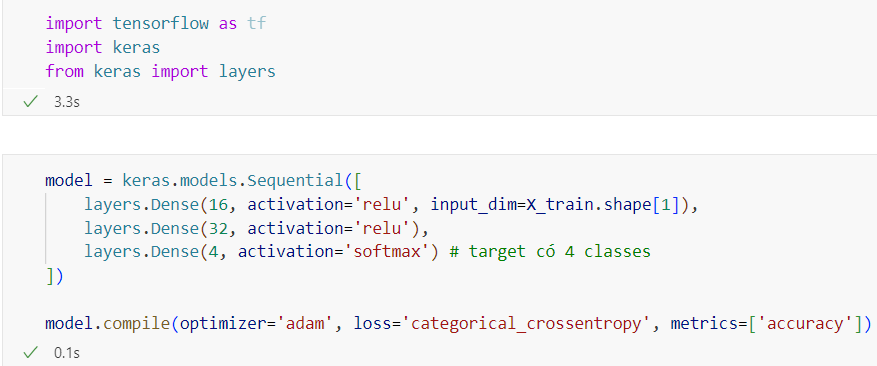 import tensorflow as tf
import keras
from keras import layers
3.3s
model = keras.models.Sequential([
    layers.Dense(16, activation='relu', input_dim=X_train.shape[1]),
    layers.Dense(32, activation='relu'),
    layers.Dense(4, activation='softmax') # target có 4 classes
])
model.compile(optimizer='adam', loss='categorical_crossentropy', metrics=['accuracy'])
0.1s